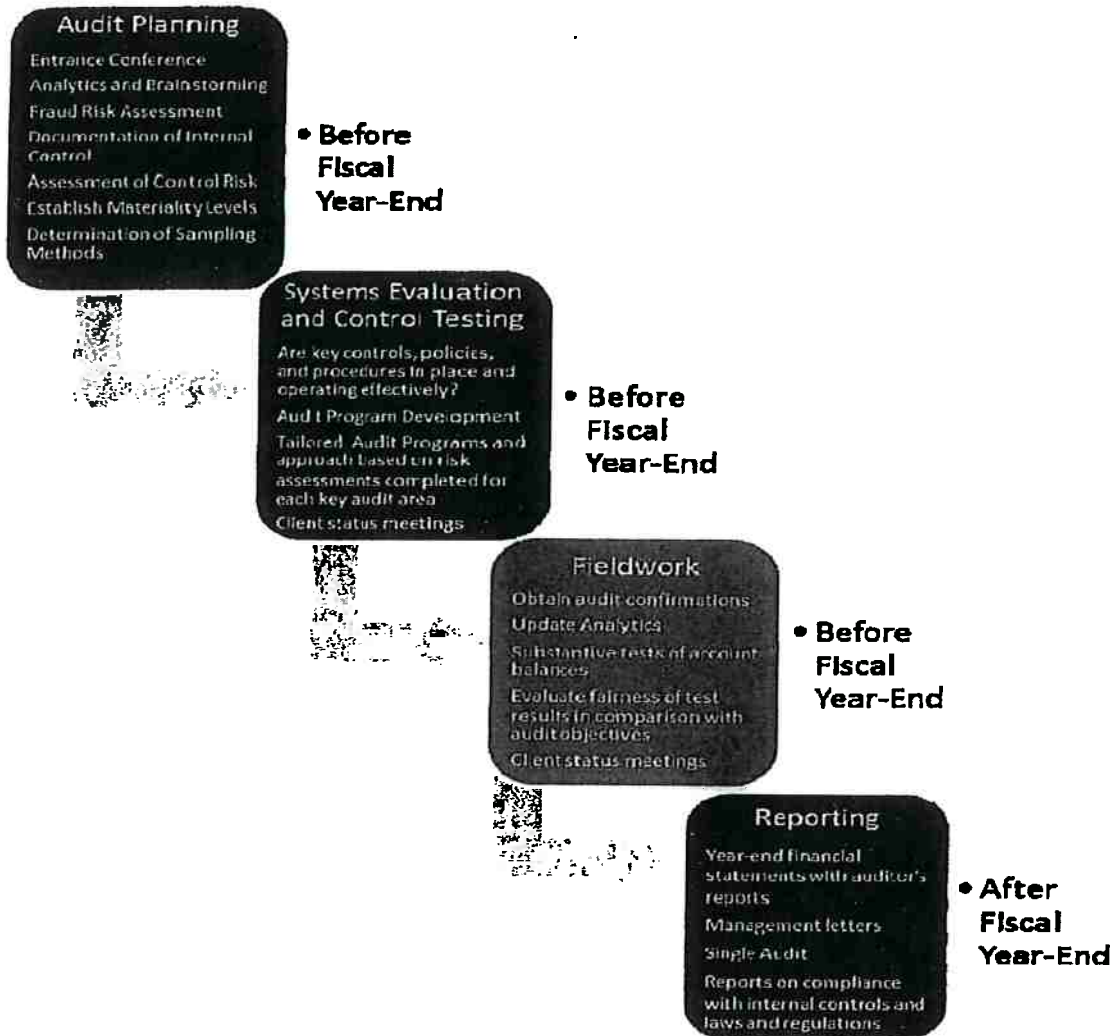 Audit Planning
Entrance Conference
Analytics and Brainstorming
Fraud Risk Assessment
Documentation of Internal
Control
Assessment of Control Risk
Establish Materiality Levels
Determination of Sampling
Methods
• Before
Fiscal
Year-End
Systems Evaluation
and Control Testing
Are key controls, policies,
and procedures in place and
operating effectively?
Audit Program Development
Tailored Audit Programs and
approach based on risk
assessments completed for
each key audit area
Client status meetings
• Before
Fiscal
Year-End
Fieldwork
Obtain audit confirmations
Update Analytics
Substantive tests of account
balances
Evaluate fairness of test
results in comparison with
audit objectives
Client status meetings
• Before
Fiscal
Year-End
Reporting
Year-end financial
statements with auditor's
reports
Management letters
Single Audit
Reports on compliance
with internal controls and
laws and regulations
• After
Fiscal
Year-End